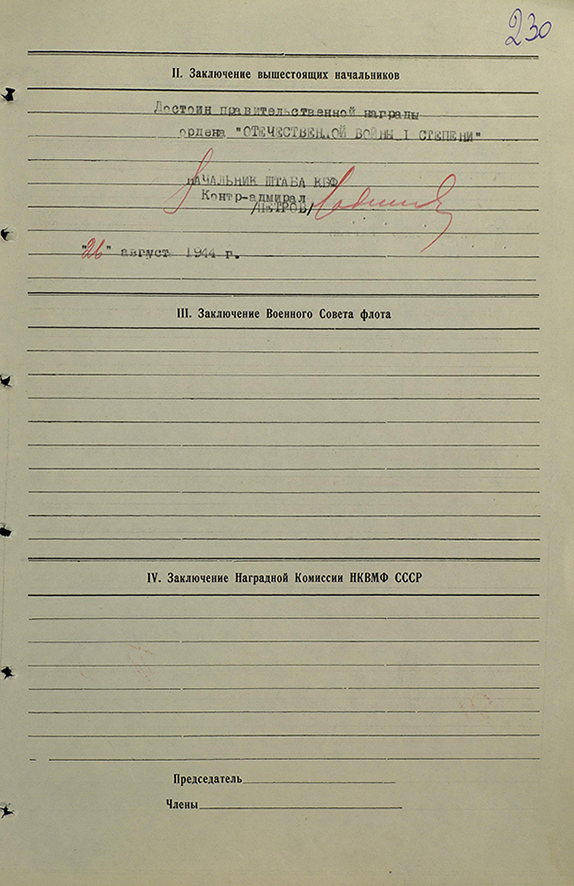 230
II. Заключение вышестоящих начальников
Достоин правительственной награды
ордена "ОТЕЧЕСТВЕННОЙ ВОЙНЫ I СТЕПЕНИ"
НАЧАЛЬНИК ШТАБА КБФ
Контр-адмирал
/ПЕТРОВ/
"26" август 1944 г.
III. Заключение Военного Совета флота
IV. Заключение Наградной Комиссии НКВМФ СССР
Председатель
Члены